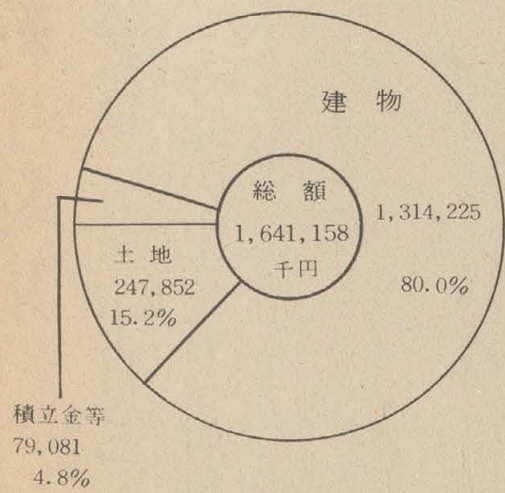 建物
1,314,225
80.0%
総額
1,641,158
千円
土地
247,852
15.2%
積立金等
79,081
4.8%